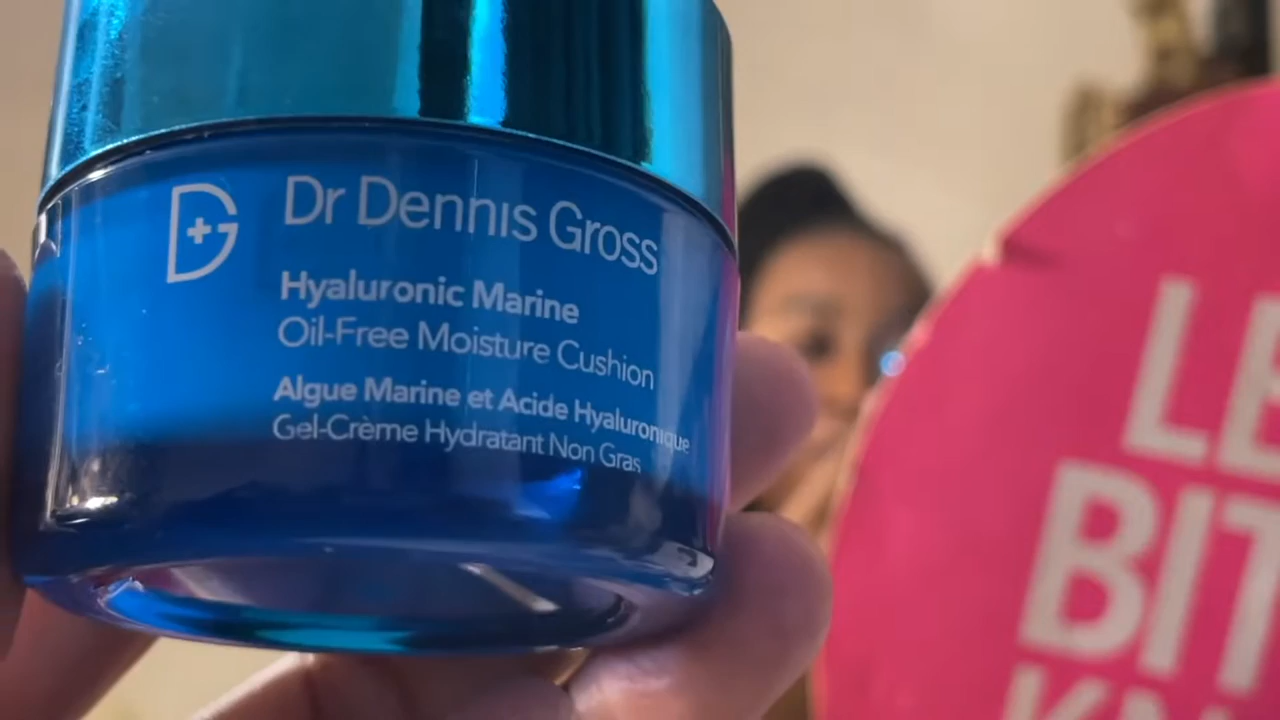 Dr Dennis Gross
Hyaluronic Marine
Oil-Free Moisture Cushion
Algue Marine et Acide Hyaluronique
Gel-Crème Hydratant Non Gras